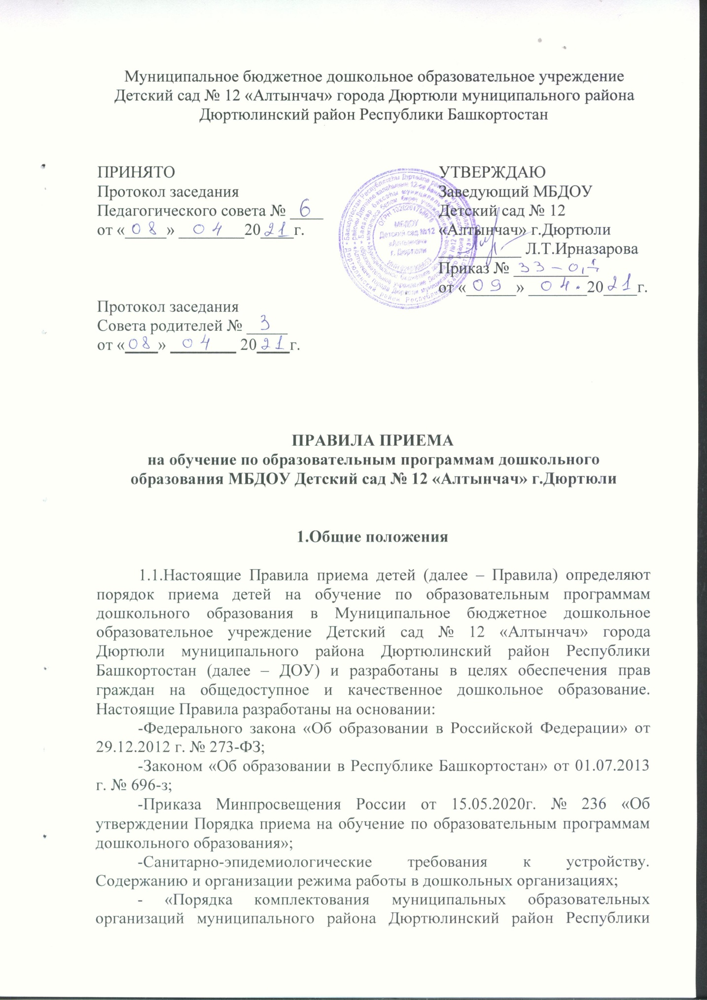 Муниципальное бюджетное дошкольное образовательное учреждение
Детский сад № 12 «Алтынчач» города Дюртюли муниципального района
Дюртюлинский район Республики Башкортостан
ПРИНЯТО
Протокол заседания
Педагогического совета № 6
от «08» 04 2021г.
Протокол заседания
Совета родителей № 3
от «08» 04 2021г.
УТВЕРЖДАЮ
Заведующий МБДОУ
Детский сад № 12
«Алтынчач» г.Дюртюли
Л.Т.Ирназарова
Приказ № 33-0,1
от «09» 04.2021г.
МБДОУ
Детский сад №12
«Алтынчач»
г. Дюртюли
ПРАВИЛА ПРИЕМА
на обучение по образовательным программам дошкольного
образования МБДОУ Детский сад № 12 «Алтынчач» г.Дюртюли
1.Общие положения
1.1.Настоящие Правила приема детей (далее – Правила) определяют
порядок приема детей на обучение по образовательным программам
дошкольного образования в Муниципальное бюджетное дошкольное
образовательное учреждение Детский сад № 12 «Алтынчач» города
Дюртюли муниципального района Дюртюлинский район Республики
Башкортостан (далее – ДОУ) и разработаны в целях обеспечения прав
граждан на общедоступное и качественное дошкольное образование.
Настоящие Правила разработаны на основании:
-Федерального закона «Об образовании в Российской Федерации» от
29.12.2012 г. № 273-ФЗ;
-Законом «Об образовании в Республике Башкортостан» от 01.07.2013
г. № 696-з;
-Приказа Минпросвещения России от 15.05.2020г. № 236 «Об
утверждении Порядка приема на обучение по образовательным программам
дошкольного образования»;
-Санитарно-эпидемиологические требования к устройству.
Содержанию и организации режима работы в дошкольных организациях;
- «Порядка комплектования муниципальных образовательных
организаций муниципального района Дюртюлинский район Республики